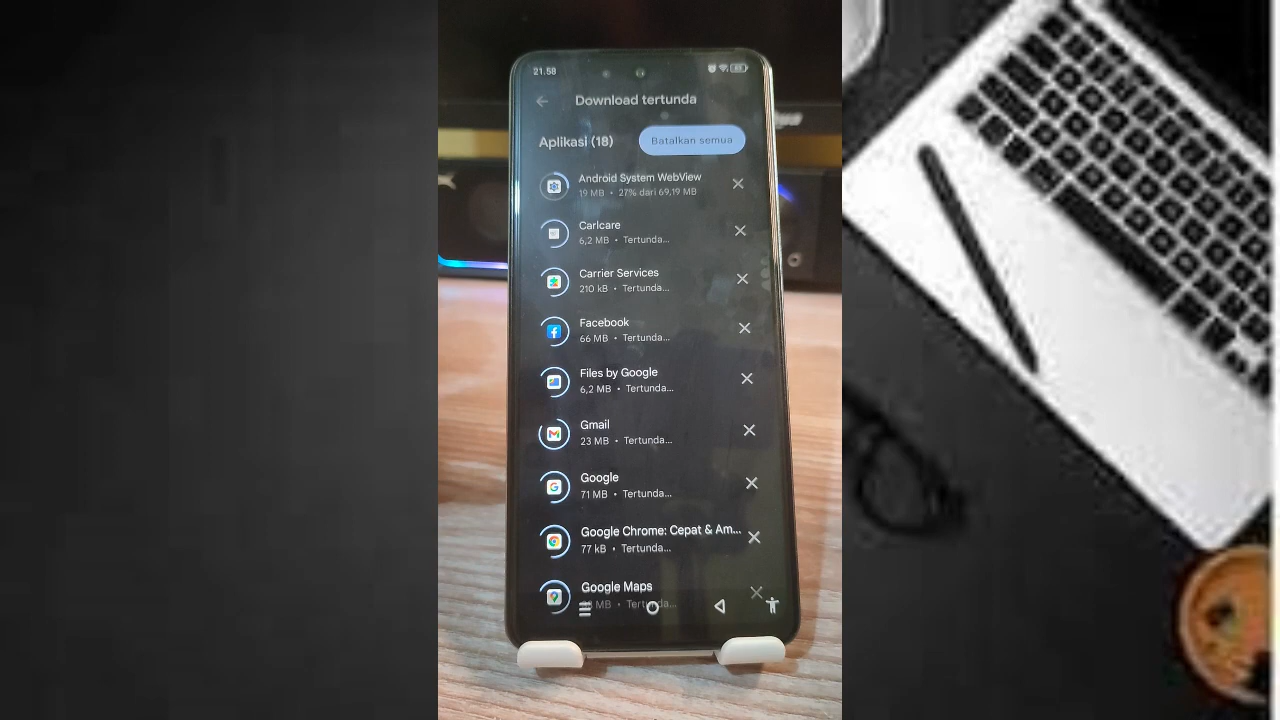 21.58
Download tertunda
Aplikasi (18)
Batalkan semua
Android System WebView
19 MB • 27% dari 69,19 MB
Carlcare
6,2 MB • Tertunda...
Carrier Services
210 kB • Tertunda...
Facebook
66 MB • Tertunda...
Files by Google
6,2 MB • Tertunda...
Gmail
23 MB • Tertunda...
Google
71 MB • Tertunda...
Google Chrome: Cepat & Am...
77 kB • Tertunda...
Google Maps
MB • Tertunda...